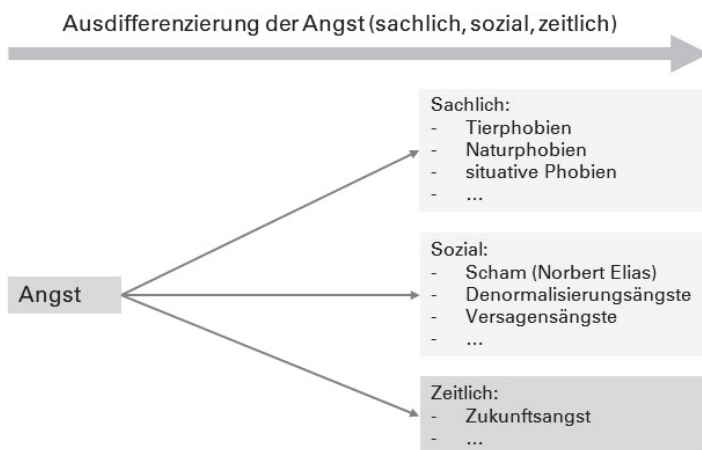 Ausdifferenzierung der Angst (sachlich, sozial, zeitlich)
Sachlich:
- Tierphobien
- Naturphobien
- situative Phobien
- ...
Angst
Sozial:
- Scham (Norbert Elias)
- Denormalisierungsängste
- Versagensängste
- ...
Zeitlich:
- Zukunftsangst
- ...